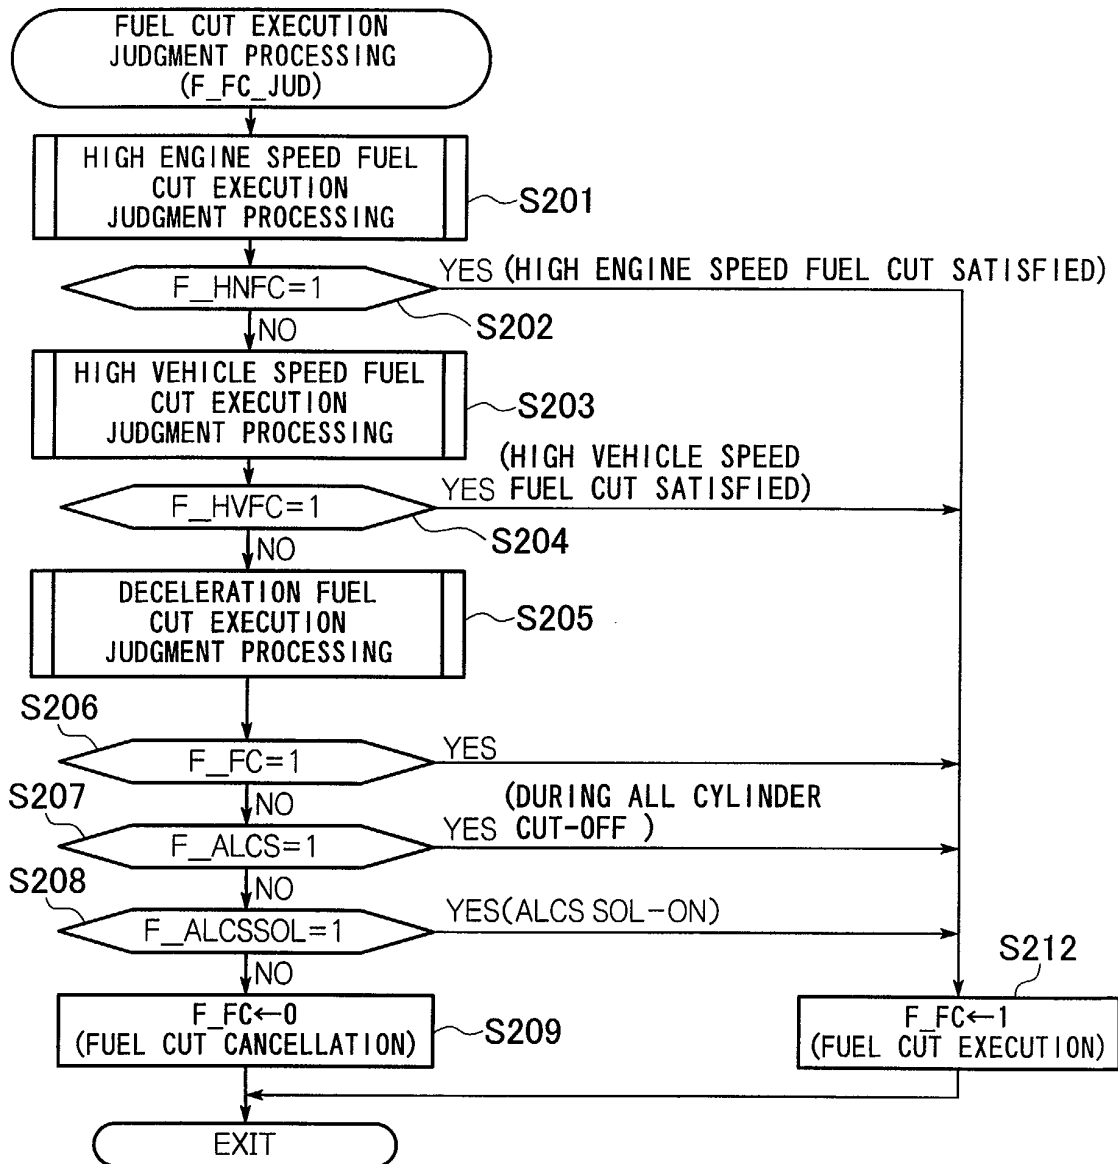 FUEL CUT EXECUTION
JUDGMENT PROCESSING
(F_FC_JUD)
HIGH ENGINE SPEED FUEL
CUT EXECUTION
JUDGMENT PROCESSING
S201
F_HNFC=1
YES (HIGH ENGINE SPEED FUEL CUT SATISFIED)
S202
NO
HIGH VEHICLE SPEED FUEL
CUT EXECUTION
JUDGMENT PROCESSING
S203
(HIGH VEHICLE SPEED
YES FUEL CUT SATISFIED)
F_HVFC=1
S204
NO
DECELERATION FUEL
CUT EXECUTION
JUDGMENT PROCESSING
S205
S206
F_FC=1
YES
NO
S207
(DURING ALL CYLINDER
YES CUT-OFF )
F_ALCS=1
NO
S208
F_ALCSSOL=1
YES(ALCS SOL-ON)
NO
S212
F_FC←0
(FUEL CUT CANCELLATION)
S209
F_FC←1
(FUEL CUT EXECUTION)
EXIT